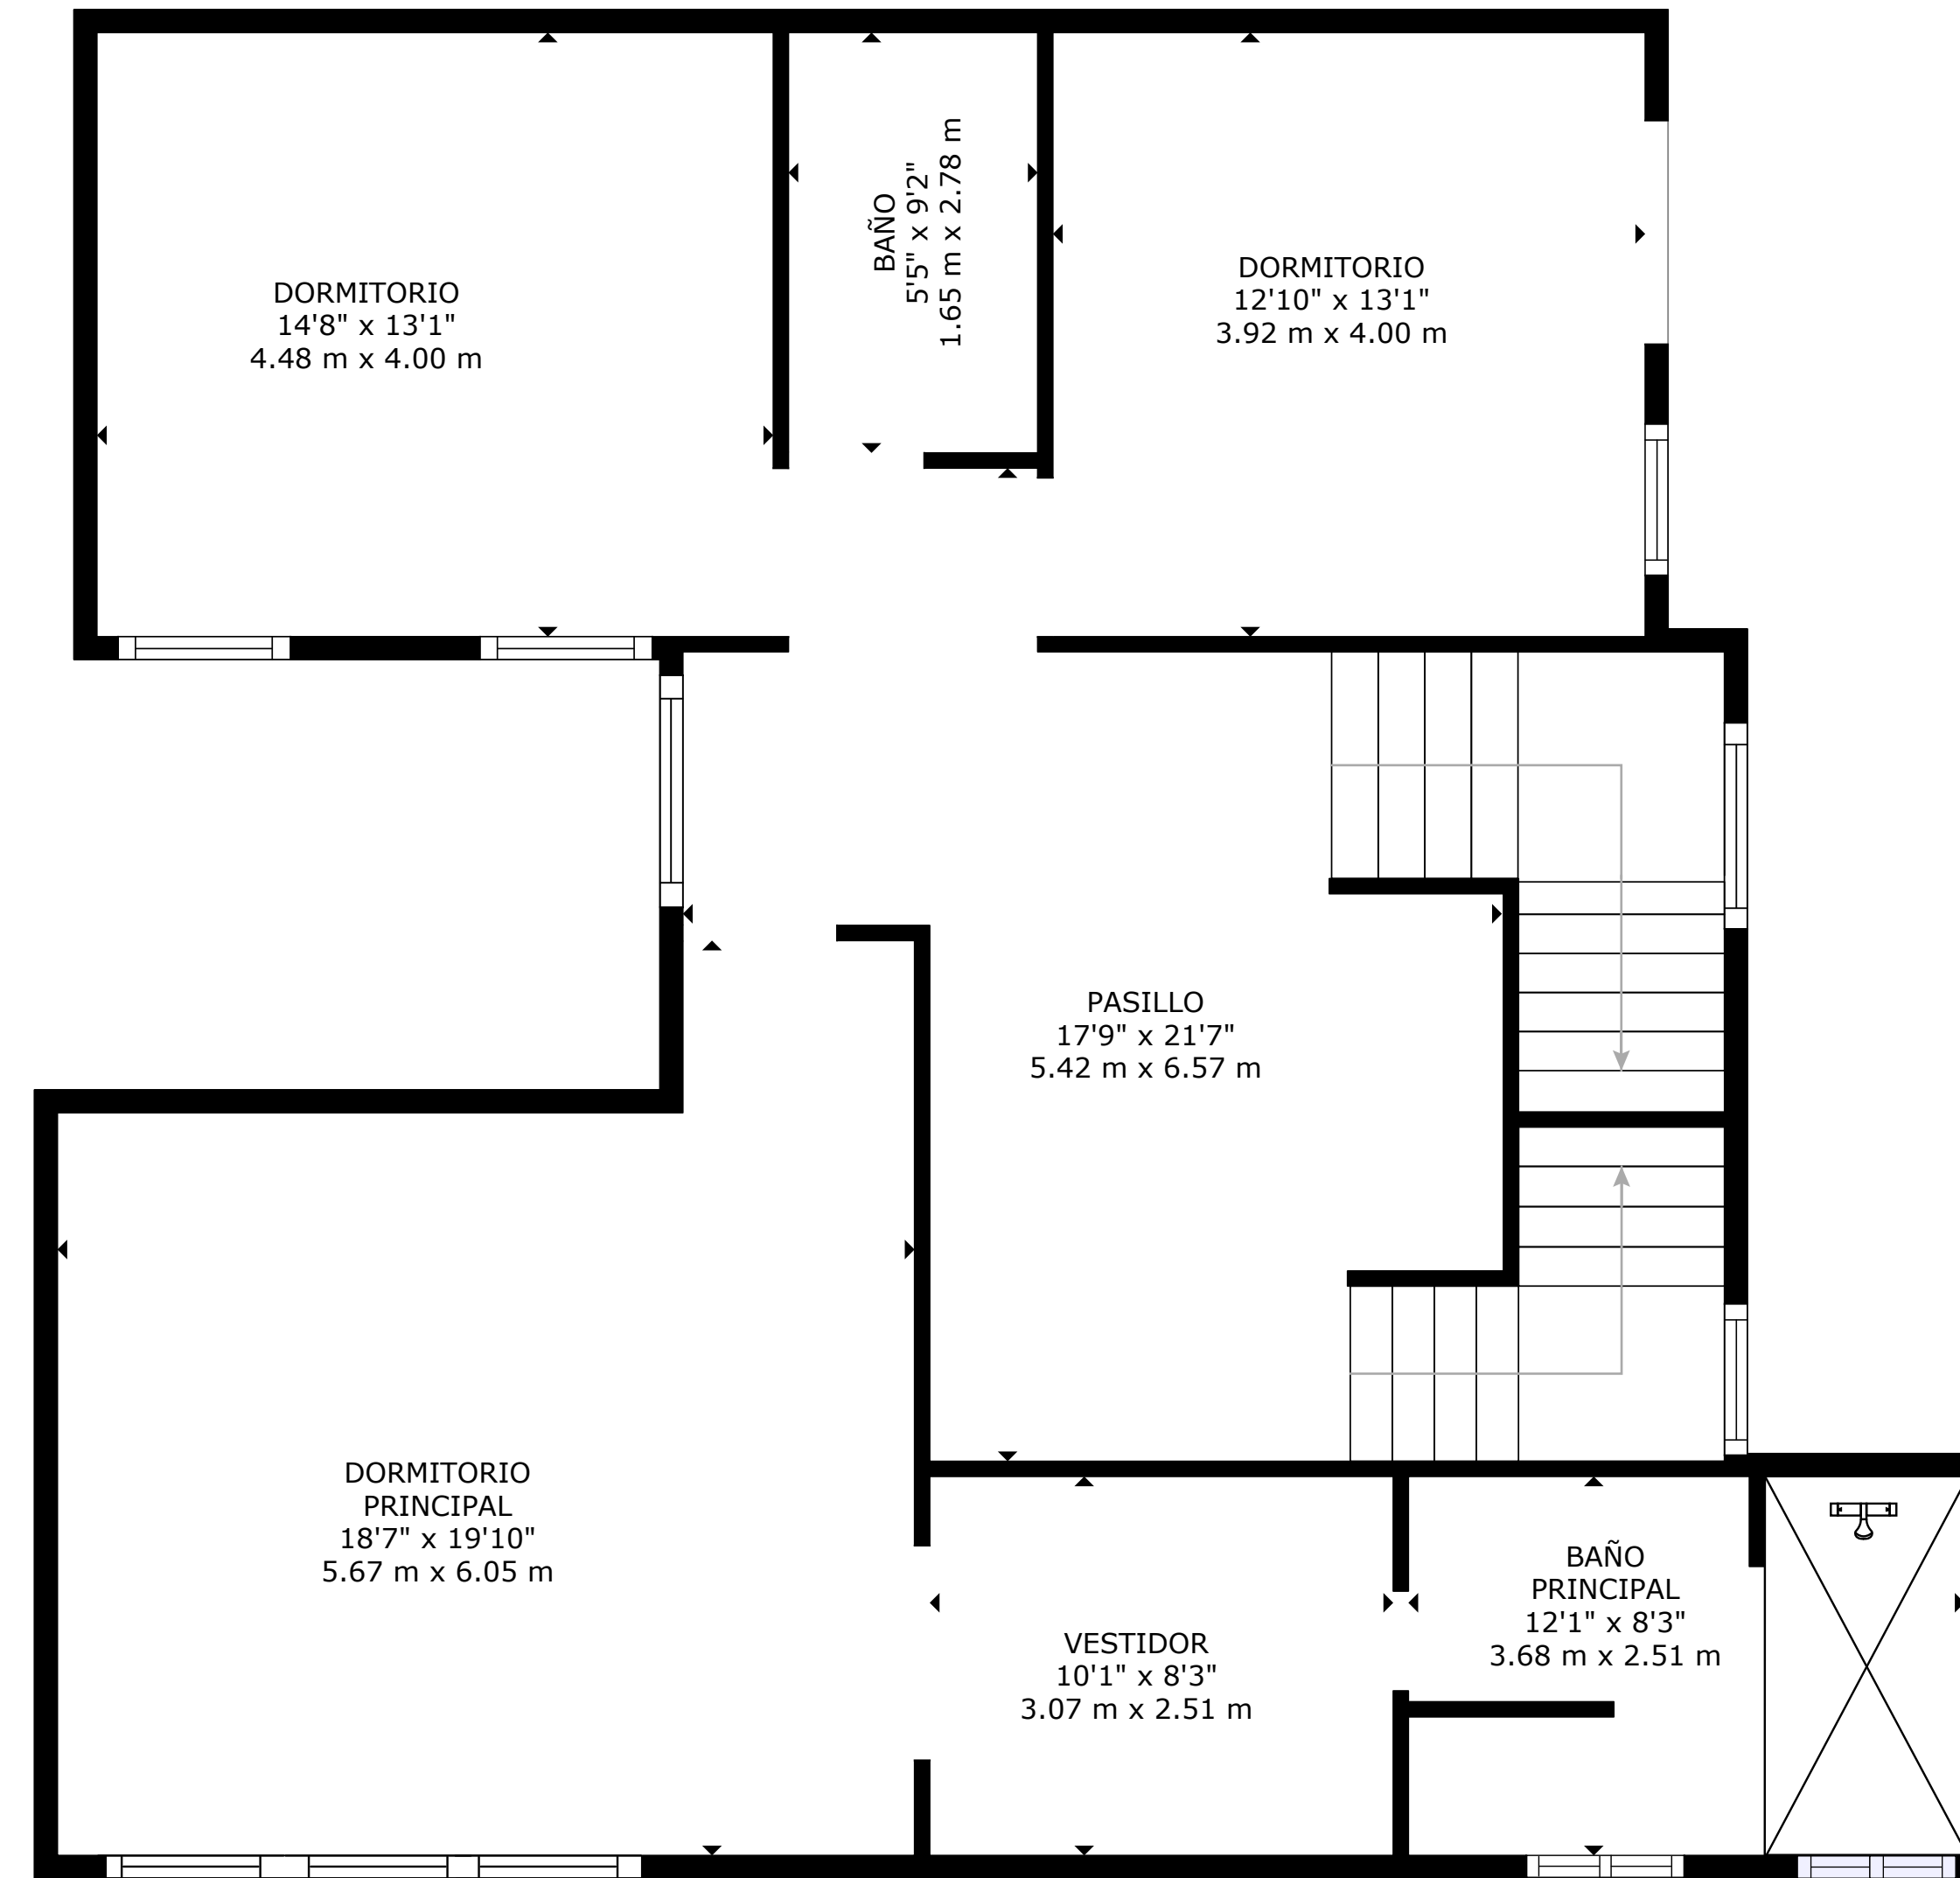 DORMITORIO
14'8" x 13'1"
4.48 m x 4.00 m
BAÑO
5'5" x 9'2"
1.65 m x 2.78 m
DORMITORIO
12'10" x 13'1"
3.92 m x 4.00 m
PASILLO
17'9" x 21'7"
5.42 m x 6.57 m
DORMITORIO
PRINCIPAL
18'7" x 19'10"
5.67 m x 6.05 m
VESTIDOR
10'1" x 8'3"
3.07 m x 2.51 m
BAÑO
PRINCIPAL
12'1" x 8'3"
3.68 m x 2.51 m